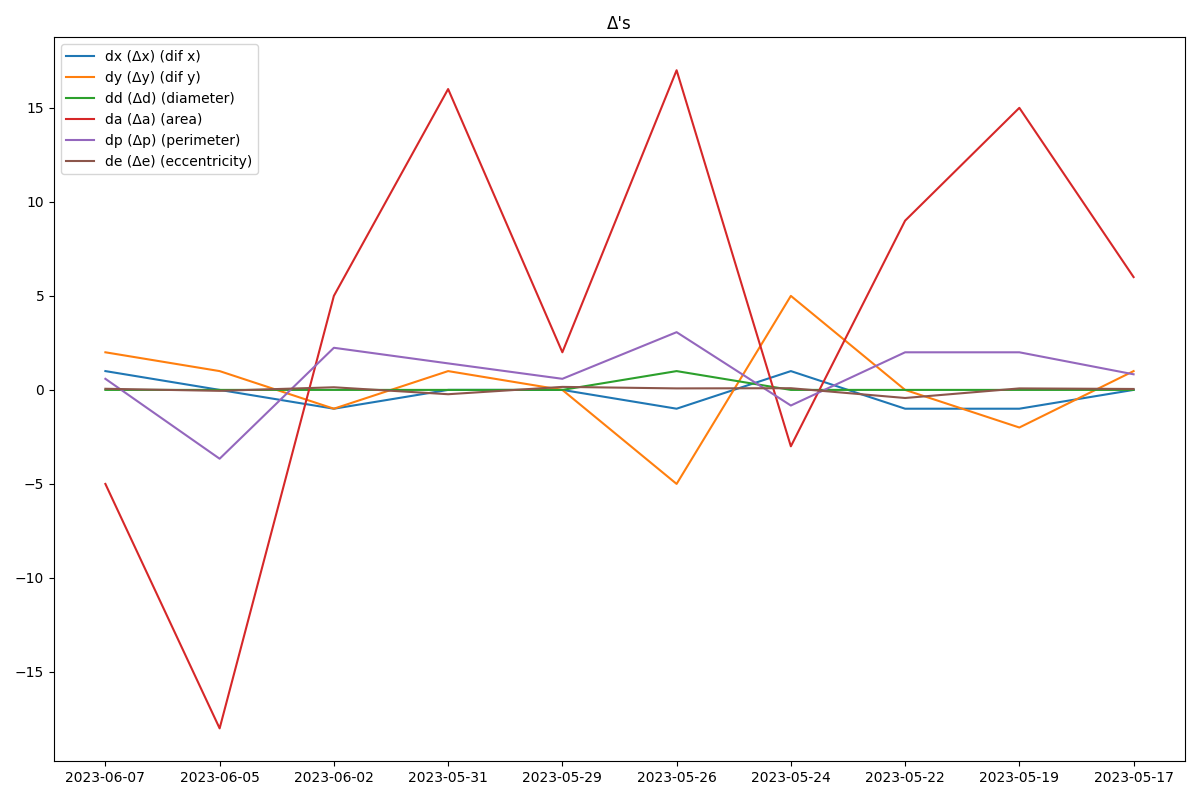 Δ's
dx (Δx) (dif x)
dy (Δy) (dif y)
dd (Δd) (diameter)
da (Δa) (area)
dp (Δp) (perimeter)
de (Δe) (eccentricity)
15
10
5
0
−5
−10
−15
2023-06-07 2023-06-05 2023-06-02 2023-05-31 2023-05-29 2023-05-26 2023-05-24 2023-05-22 2023-05-19 2023-05-17